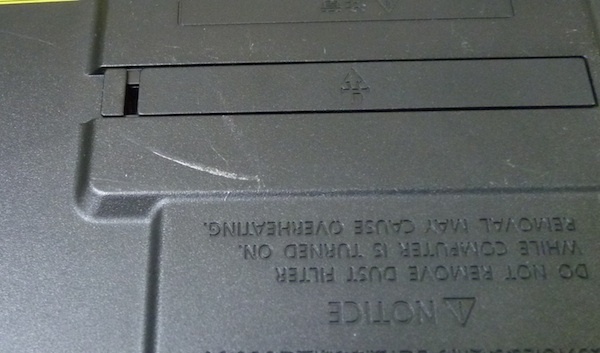 NOTICE
DO NOT REMOVE DUST FILTER
WHILE COMPUTER IS TURNED ON.
REMOVAL MAY CAUSE OVERHEATING.